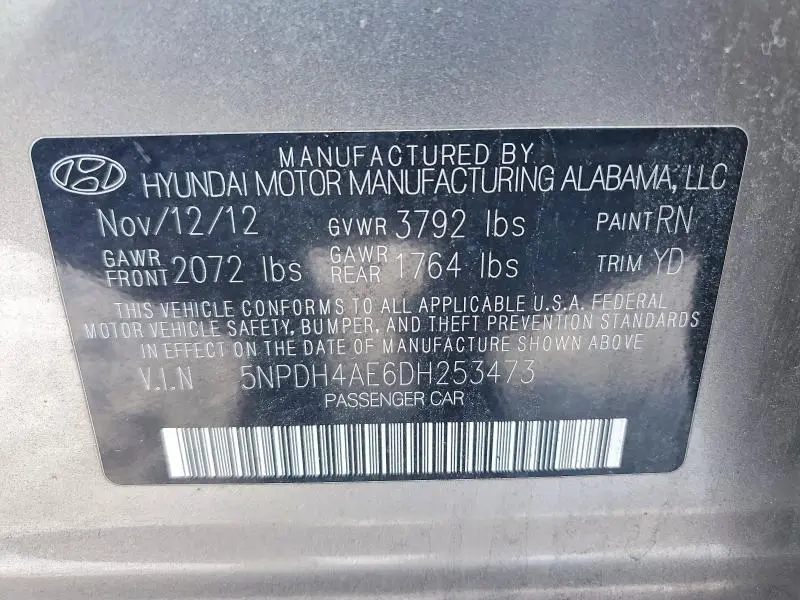 MANUFACTURED BY
HYUNDAI MOTOR MANUFACTURING ALABAMA, LLC
Nov/12/12 GVWR 3792 lbs PAINT RN
GAWR FRONT 2072 lbs GAWR REAR 1764 lbs TRIM YD
THIS VEHICLE CONFORMS TO ALL APPLICABLE U.S.A. FEDERAL
MOTOR VEHICLE SAFETY, BUMPER, AND THEFT PREVENTION STANDARDS
IN EFFECT ON THE DATE OF MANUFACTURE SHOWN ABOVE.
V.I.N 5NPDH4AE6DH253473
PASSENGER CAR